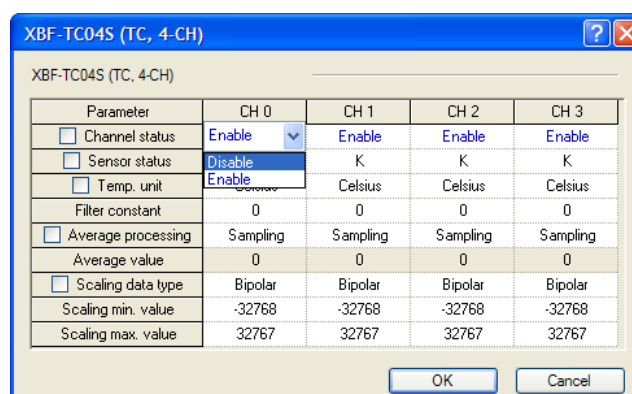 XBF-TC04S (TC, 4-CH)
XBF-TC04S (TC, 4-CH)
Parameter CH 0 CH 1 CH 2 CH 3
Channel status Enable Enable Enable Enable
Sensor status Disable K K K
Enable
Temp. unit Celsius Celsius Celsius Celsius
Filter constant 0 0 0 0
Average processing Sampling Sampling Sampling Sampling
Average value 0 0 0 0
Scaling data type Bipolar Bipolar Bipolar Bipolar
Scaling min. value -32768 -32768 -32768 -32768
Scaling max. value 32767 32767 32767 32767
OK Cancel